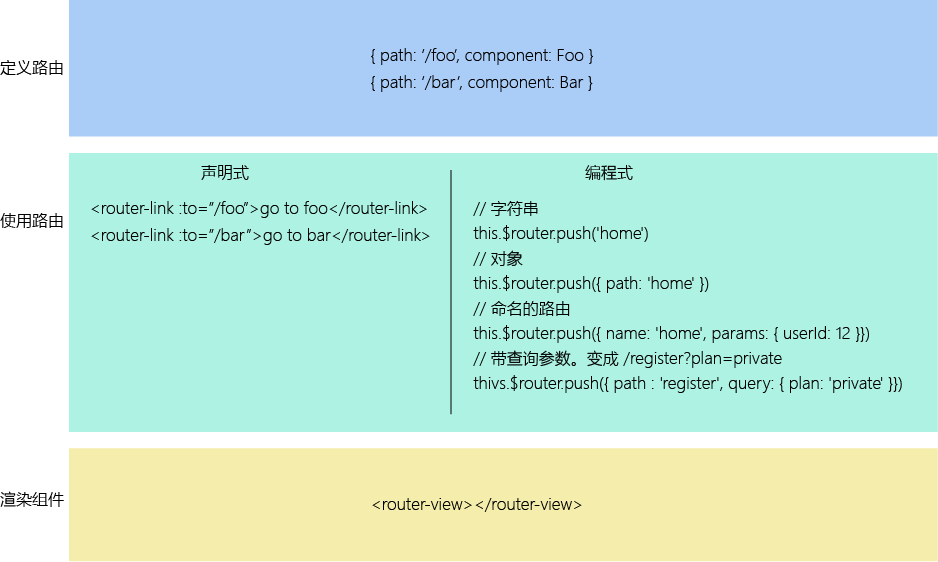 定义路由
{ path: ‘/foo’, component: Foo }
{ path: ‘/bar’, component: Bar }
使用路由
声明式
<router-link :to=”/foo”>go to foo</router-link>
<router-link :to=”/bar”>go to bar</router-link>
编程式
// 字符串
this.$router.push('home')
// 对象
this.$router.push({ path: 'home' })
// 命名的路由
this.$router.push({ name: 'home', params: { userId: 12 }})
// 带查询参数。变成 /register?plan=private
thivs.$router.push({ path : 'register', query: { plan: 'private' }})
渲染组件
<router-view></router-view>